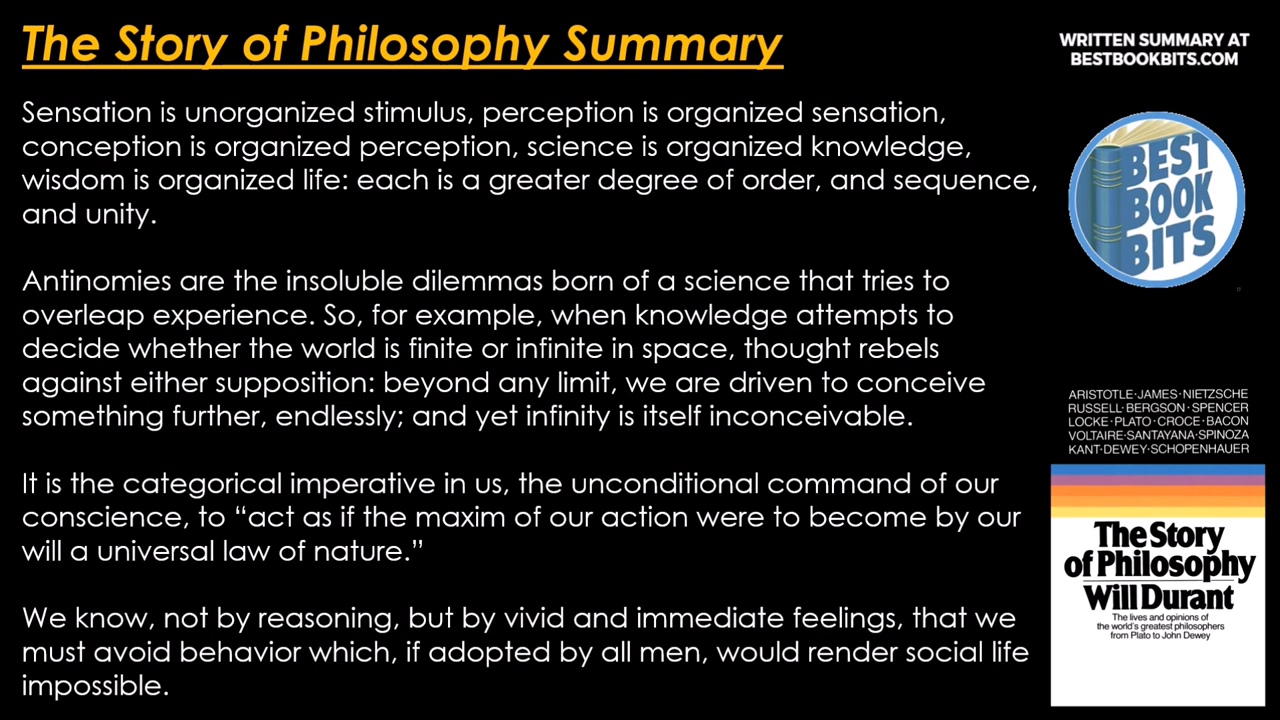 The Story of Philosophy Summary
Sensation is unorganized stimulus, perception is organized sensation,
conception is organized perception, science is organized knowledge,
wisdom is organized life: each is a greater degree of order, and sequence,
and unity.
Antinomies are the insoluble dilemmas born of a science that tries to
overleap experience. So, for example, when knowledge attempts to
decide whether the world is finite or infinite in space, thought rebels
against either supposition: beyond any limit, we are driven to conceive
something further, endlessly; and yet infinity is itself inconceivable.
It is the categorical imperative in us, the unconditional command of our
conscience, to “act as if the maxim of our action were to become by our
will a universal law of nature.”
We know, not by reasoning, but by vivid and immediate feelings, that we
must avoid behavior which, if adopted by all men, would render social life
impossible.
WRITTEN SUMMARY AT
BESTBOOKBITS.COM
BEST
BOOK
BITS
ARISTOTLE·JAMES·NIETZSCHE
RUSSELL·BERGSON·SPENCER
LOCKE·PLATO·CROCE·BACON
VOLTAIRE·SANTAYANA·SPINOZA
KANT·DEWEY·SCHOPENHAUER
The Story
of Philosophy
Will Durant
The lives and opinions of
the world's greatest philosophers
from Plato to John Dewey